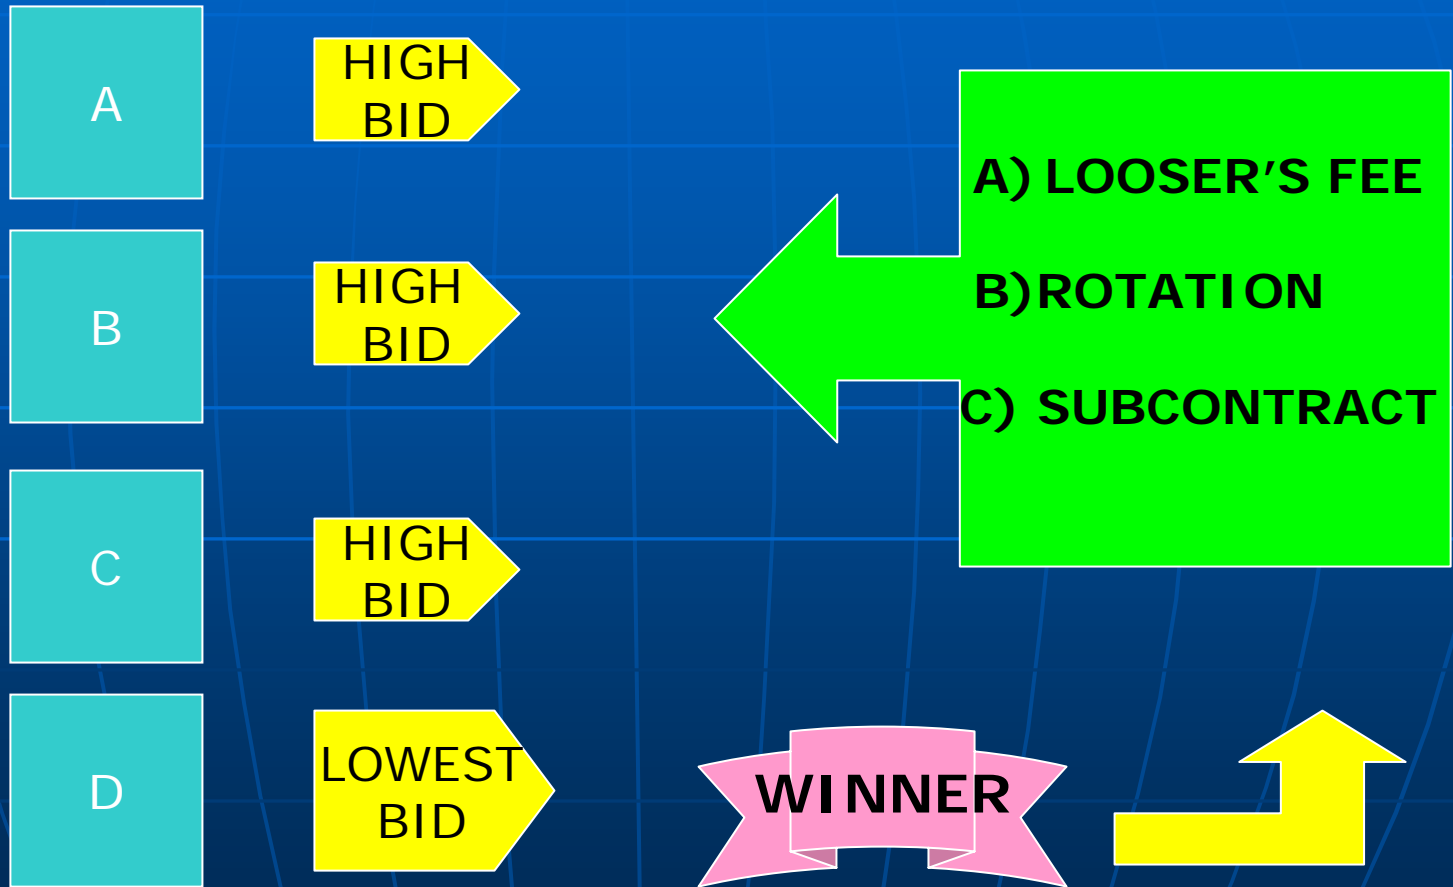 A
HIGH
BID
B
HIGH
BID
C
HIGH
BID
D
LOWEST
BID
WINNER
A) LOOSER’S FEE
B)ROTATION
C) SUBCONTRACT